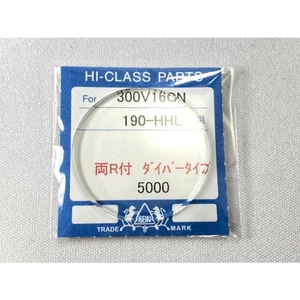 HI-CLASS PARTS
For 300V16GN
190-HHL 用
両R付 ダイバータイプ
5000
TRADE MARK